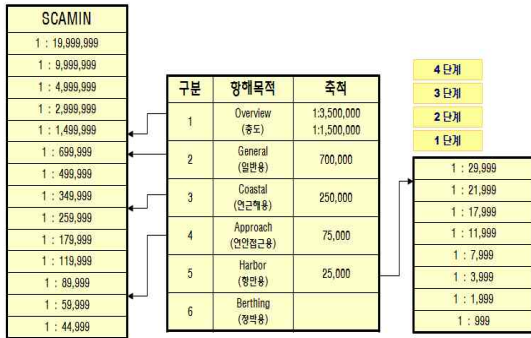 SCAMIN
1 : 19,999,999
1 : 9,999,999
1 : 4,999,999
1 : 2,999,999
1 : 1,499,999
1 : 699,999
1 : 499,999
1 : 349,999
1 : 259,999
1 : 179,999
1 : 119,999
1 : 89,999
1 : 59,999
1 : 44,999
구분 항해목적 축척
1 Overview 1:3,500,000
(총도) 1:1,500,000
2 General 700,000
(일반용)
3 Coastal 250,000
(연근해용)
4 Approach 75,000
(연안접근용)
5 Harbor 25,000
(항만용)
6 Berthing
(정박용)
4 단계
3 단계
2 단계
1 단계
1 : 29,999
1 : 21,999
1 : 17,999
1 : 11,999
1 : 7,999
1 : 3,999
1 : 1,999
1 : 999